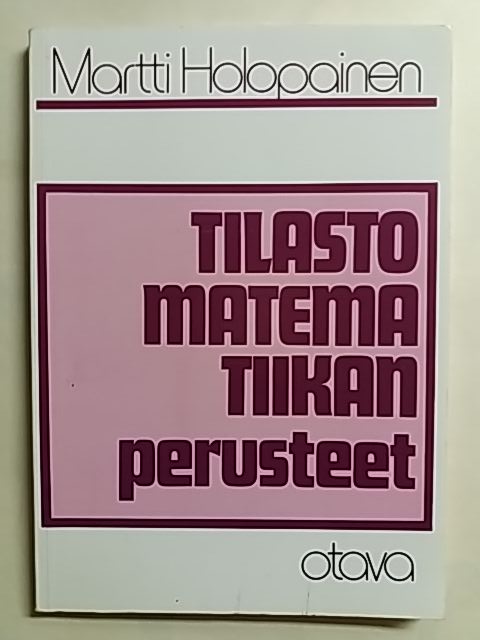 Martti Holopainen
TILASTO
MATEMA
TIIKAN
perusteet
otava